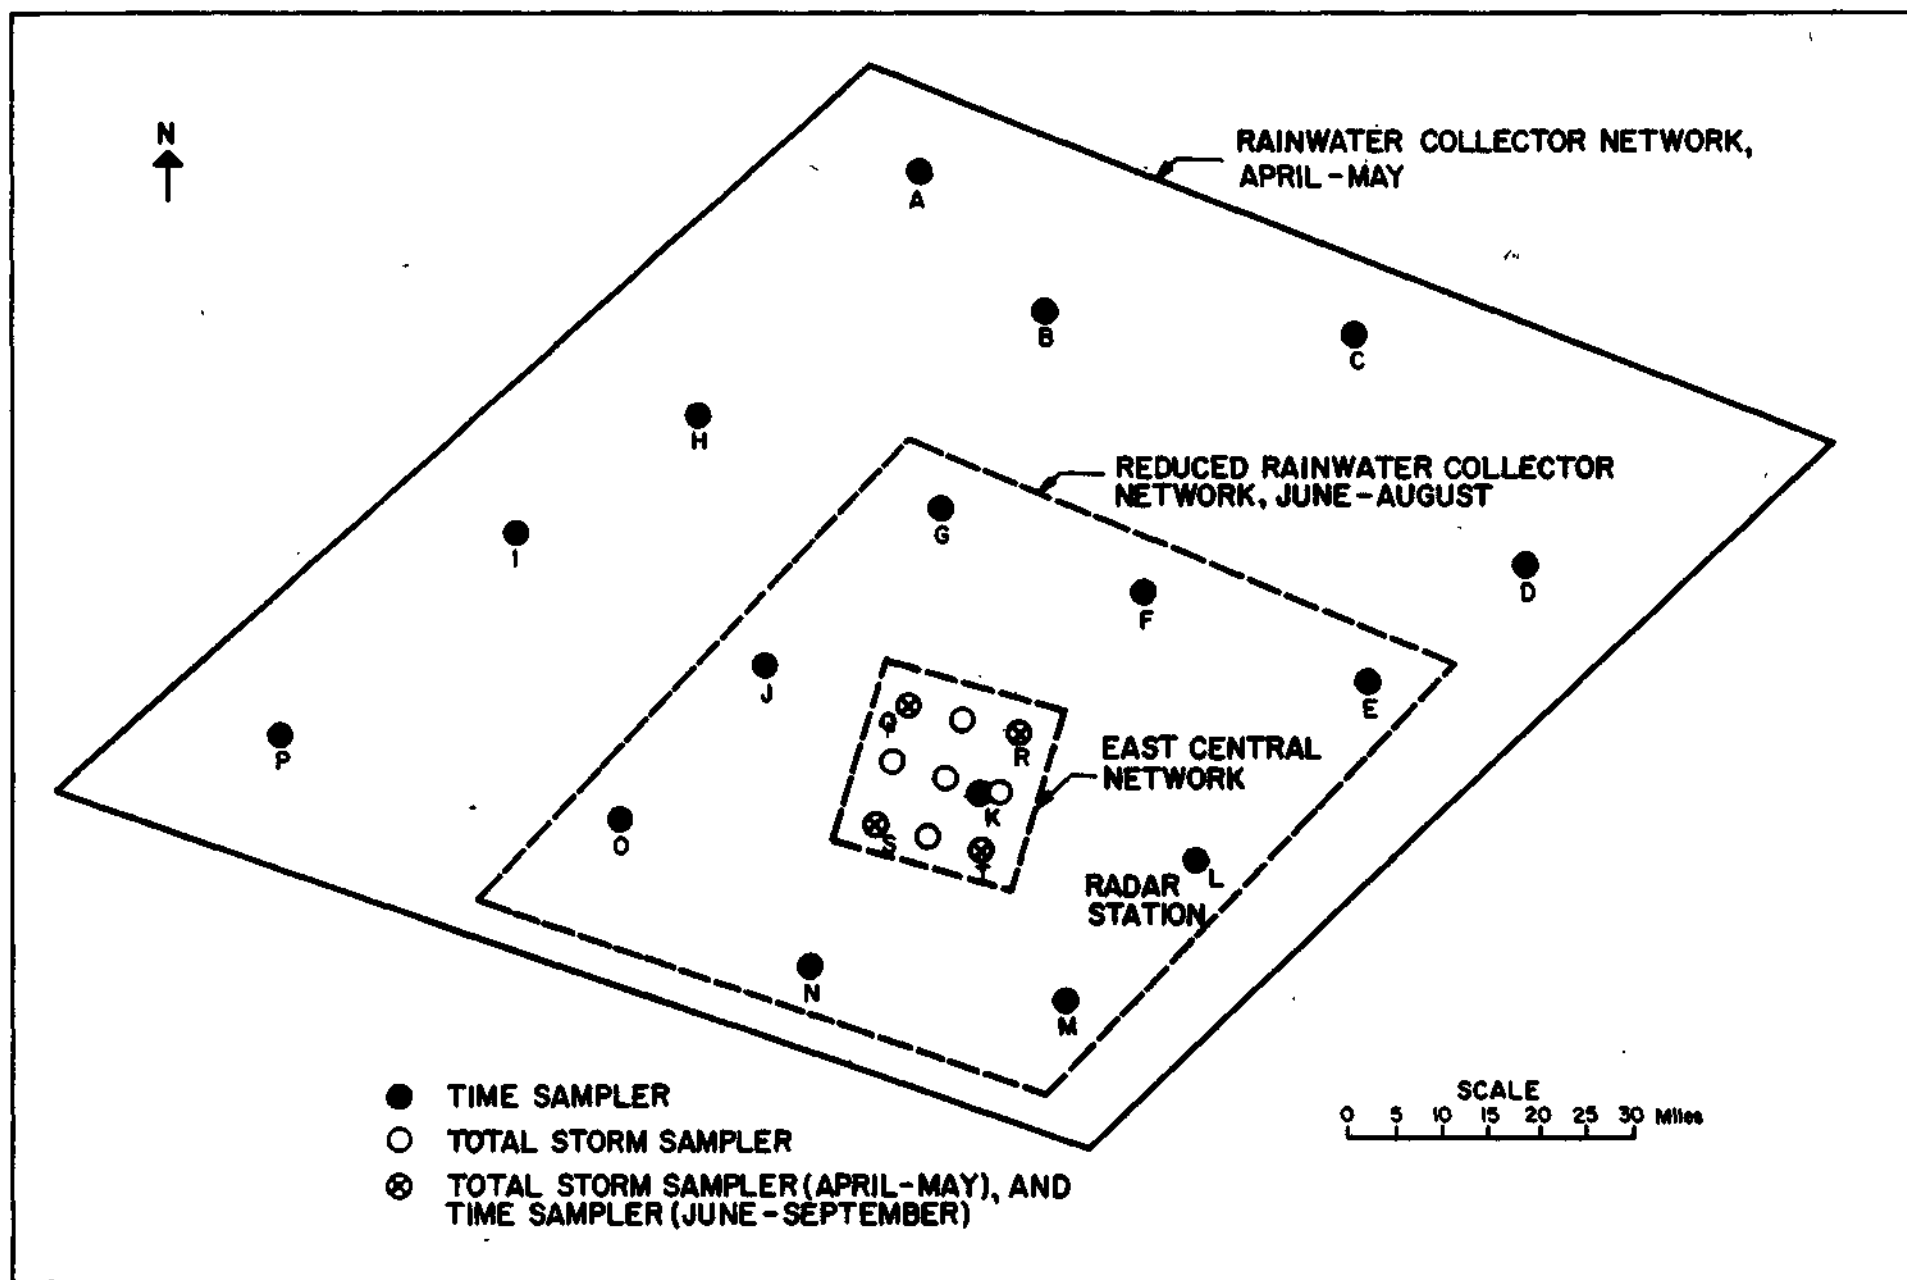 N
RAINWATER COLLECTOR NETWORK,
APRIL-MAY
A
B
C
H
REDUCED RAINWATER COLLECTOR
NETWORK, JUNE-AUGUST
G
I
D
F
J
E
Q
R
EAST CENTRAL
NETWORK
P
K
O
S
T
L
RADAR
STATION
N
M
TIME SAMPLER
SCALE
0 5 10 15 20 25 30 Miles
TOTAL STORM SAMPLER
TOTAL STORM SAMPLER (APRIL-MAY), AND
TIME SAMPLER (JUNE-SEPTEMBER)